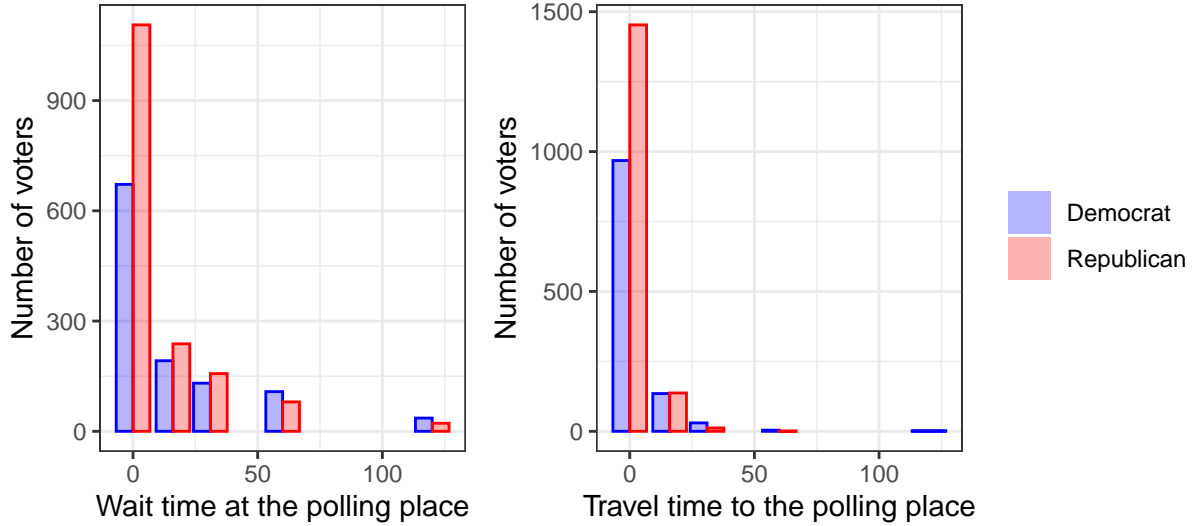 Number of voters
900
600
300
0
0 50 100
Wait time at the polling place
Number of voters
1500
1000
500
0
0 50 100
Travel time to the polling place
Democrat
Republican